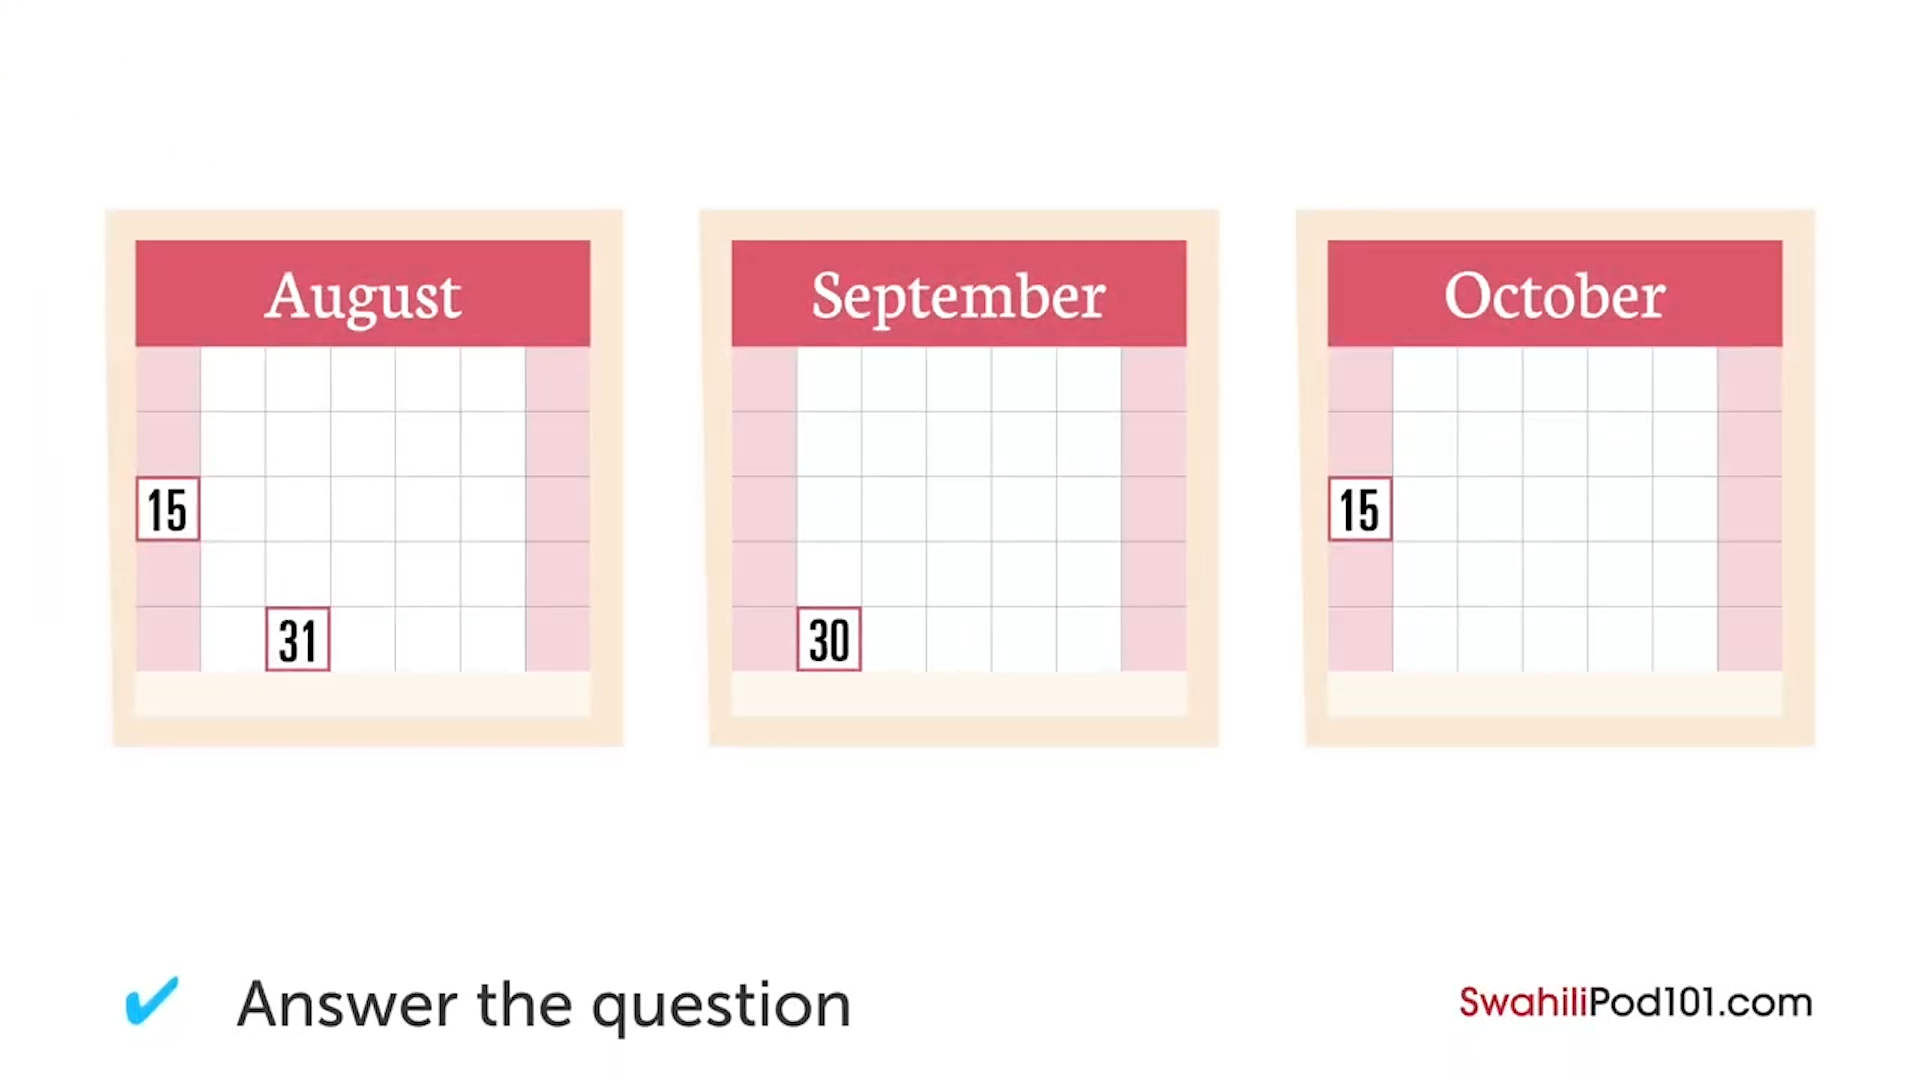 August
15
31
September
30
October
15
✔ Answer the question
SwahiliPod101.com